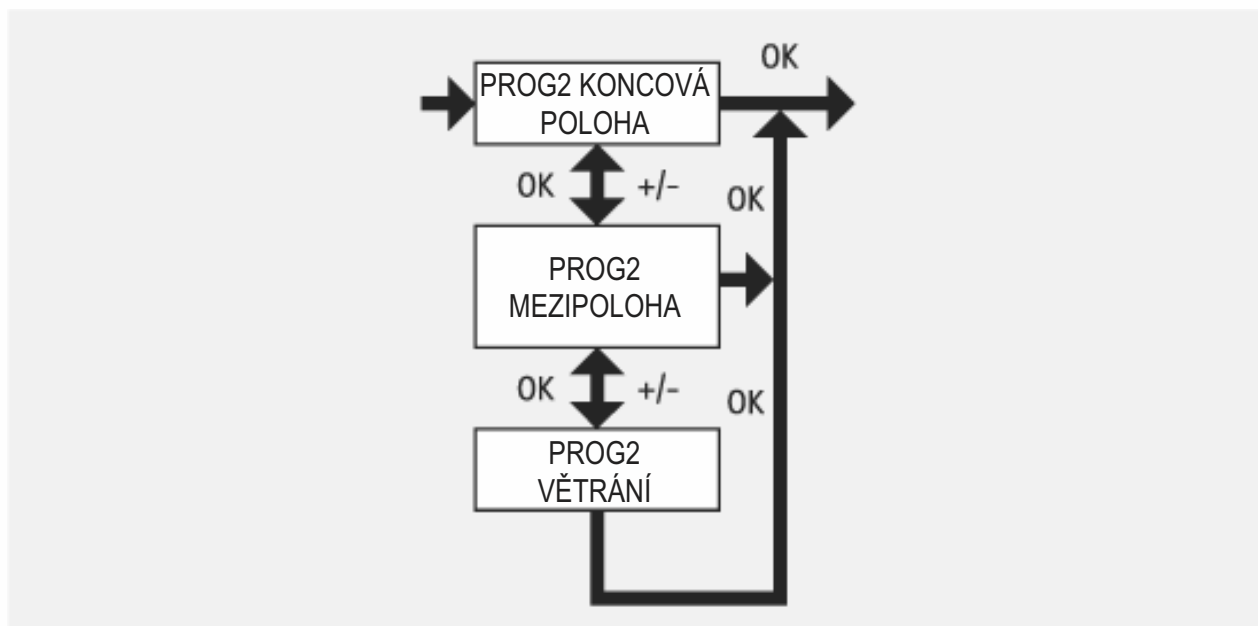 OK
PROG2 KONCOVÁ
POLOHA
OK +/- OK
PROG2
MEZIPOLOHA
OK +/- OK
PROG2
VĚTRÁNÍ